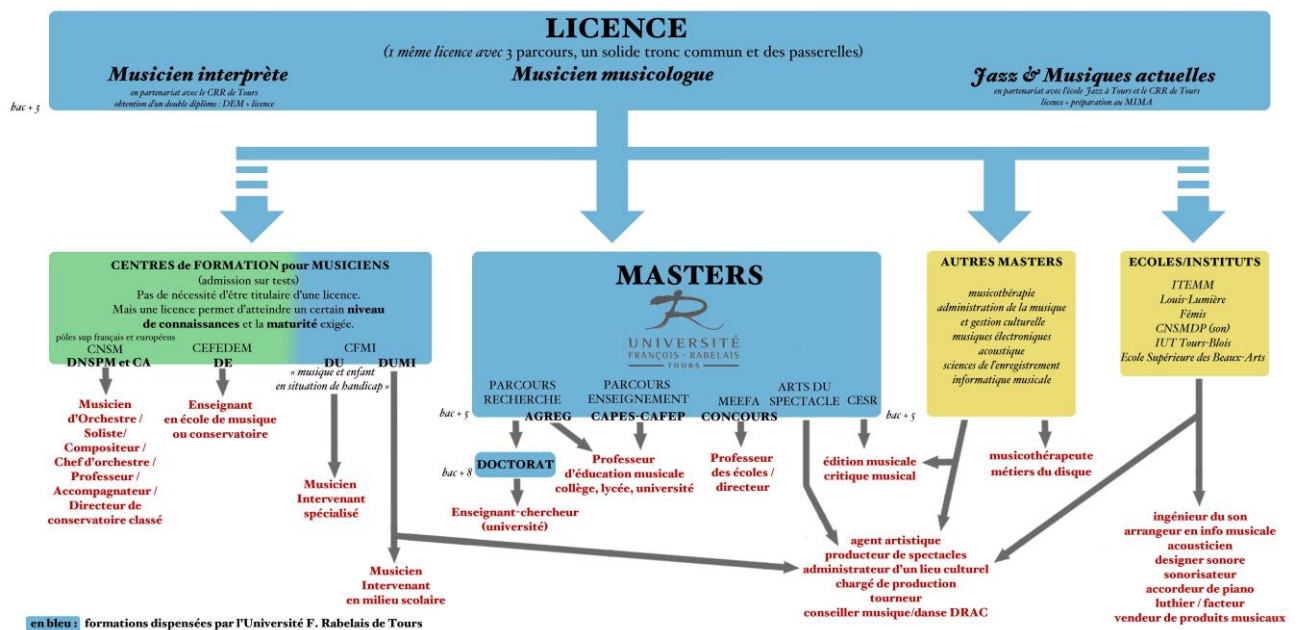 LICENCE
(1 même licence avec 3 parcours, un solide tronc commun et des passerelles)
Musicien interprète
en partenariat avec le CRR de Tours
obtention d'un double diplôme : DEM + licence
Musicien musicologue
Jazz & Musiques actuelles
en partenariat avec l'école Jazz à Tours et le CRR de Tours
licence + préparation au MIMA
bac + 3
CENTRES de FORMATION pour MUSICIENS
(admission sur tests)
Pas de nécessité d'être titulaire d'une licence.
Mais une licence permet d'atteindre un certain niveau
de connaissances et la maturité exigée.
pôles sup français et européens
CNSM
DNSPM et CA
CEFEDEM
DE
CFMI
DU
DUMI
« musique et enfant
en situation de handicap »
Musicien
d'Orchestre /
Soliste/
Compositeur /
Chef d'orchestre /
Professeur /
Accompagnateur /
Directeur de
conservatoire classé
Enseignant
en école de musique
ou conservatoire
Musicien
Intervenant
spécialisé
Musicien
Intervenant
en milieu scolaire
MASTERS
UNIVERSITÉ
FRANÇOIS - RABELAIS
TOURS
PARCOURS
RECHERCHE
AGREG
PARCOURS
ENSEIGNEMENT
CAPES-CAFEP
MEEFA
CONCOURS
ARTS DU
SPECTACLE
CESR
bac + 5
bac + 5
DOCTORAT
bac + 8
Enseignant-chercheur
(université)
Professeur
d'éducation musicale
collège, lycée, université
Professeur
des écoles /
directeur
édition musicale
critique musical
AUTRES MASTERS
musicothérapie
administration de la musique
et gestion culturelle
musiques électroniques
acoustique
sciences de l'enregistrement
informatique musicale
musicothérapeute
métiers du disque
ECOLES/INSTITUTS
ITEMM
Louis-Lumière
Fémis
CNSMDP (son)
IUT Tours-Blois
Ecole Supérieure des Beaux-Arts
agent artistique
producteur de spectacles
administrateur d'un lieu culturel
chargé de production
tourneur
conseiller musique/danse DRAC
ingénieur du son
arrangeur en info musicale
acousticien
designer sonore
sonorisateur
accordeur de piano
luthier / facteur
vendeur de produits musicaux
en bleu : formations dispensées par l'Université F. Rabelais de Tours